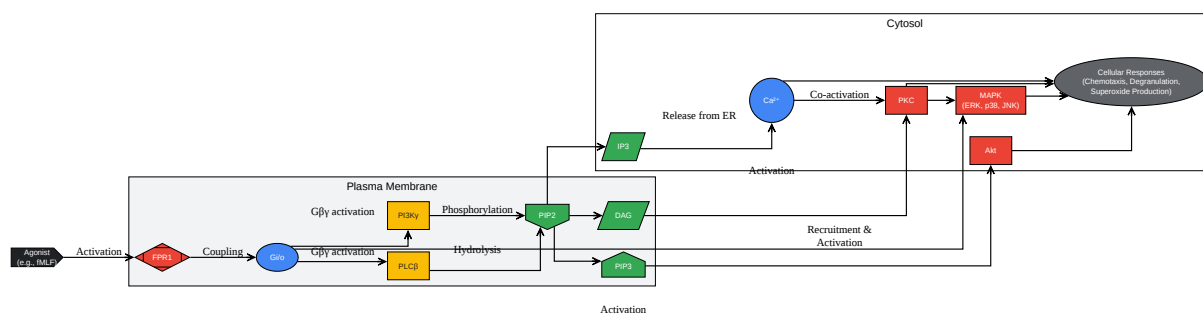 Cytosol
Cellular Responses
(Chemotaxis, Degranulation,
Superoxide Production)
Ca²⁺
Co-activation
PKC
MAPK
(ERK, p38, JNK)
Release from ER
IP3
Akt
Activation
Plasma Membrane
Gβγ activation
PI3Kγ
Phosphorylation
PIP2
DAG
Recruitment &
Activation
Agonist
(e.g., fMLF)
Activation
FPR1
Coupling
Gi/o
Gβγ activation
Hydrolysis
PLCβ
PIP3
Activation